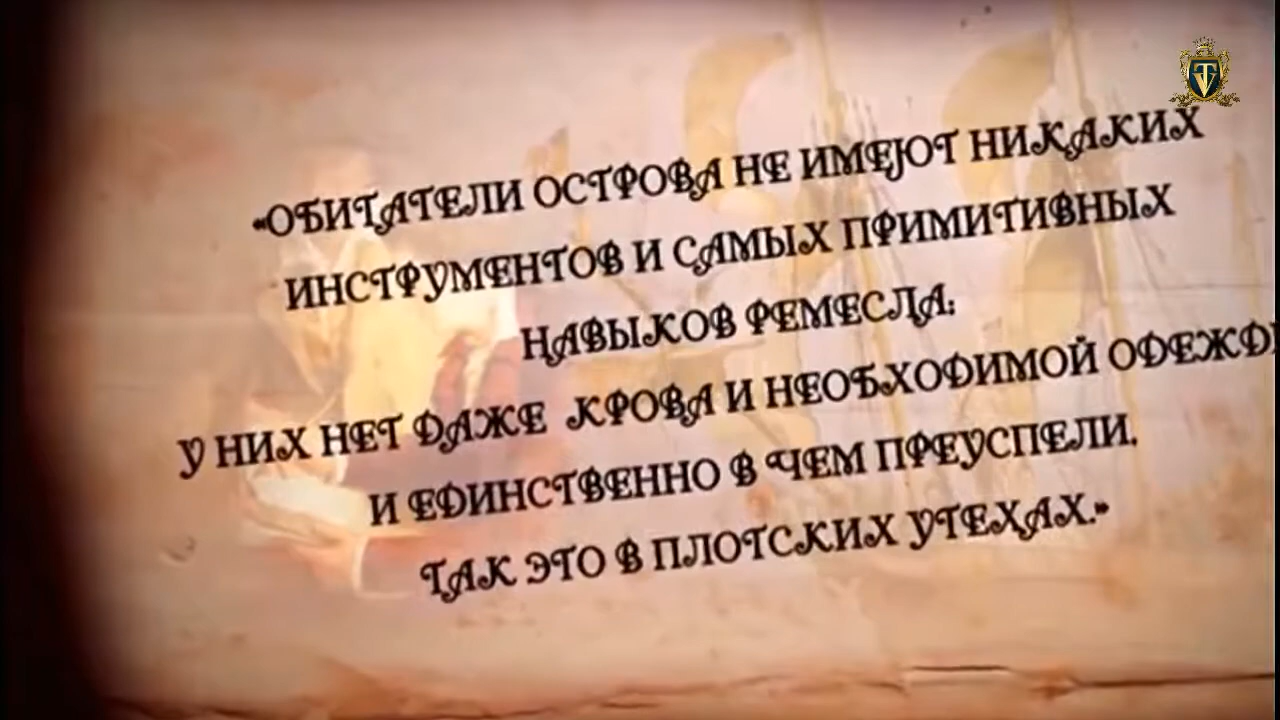 «ОБИТАТЕЛИ ОСТРОВА НЕ ИМЕЮТ НИКАКИХ
ИНСТРУМЕНТОВ И САМЫХ ПРИМИТИВНЫХ
НАВЫКОВ РЕМЕСЛА:
У НИХ НЕТ ДАЖЕ КРОВА И НЕОБХОДИМОЙ ОДЕЖД
И ЕДИНСТВЕННО В ЧЕМ ПРЕУСПЕЛИ,
ТАК ЭТО В ПЛОТСКИХ УТЕХАХ.»